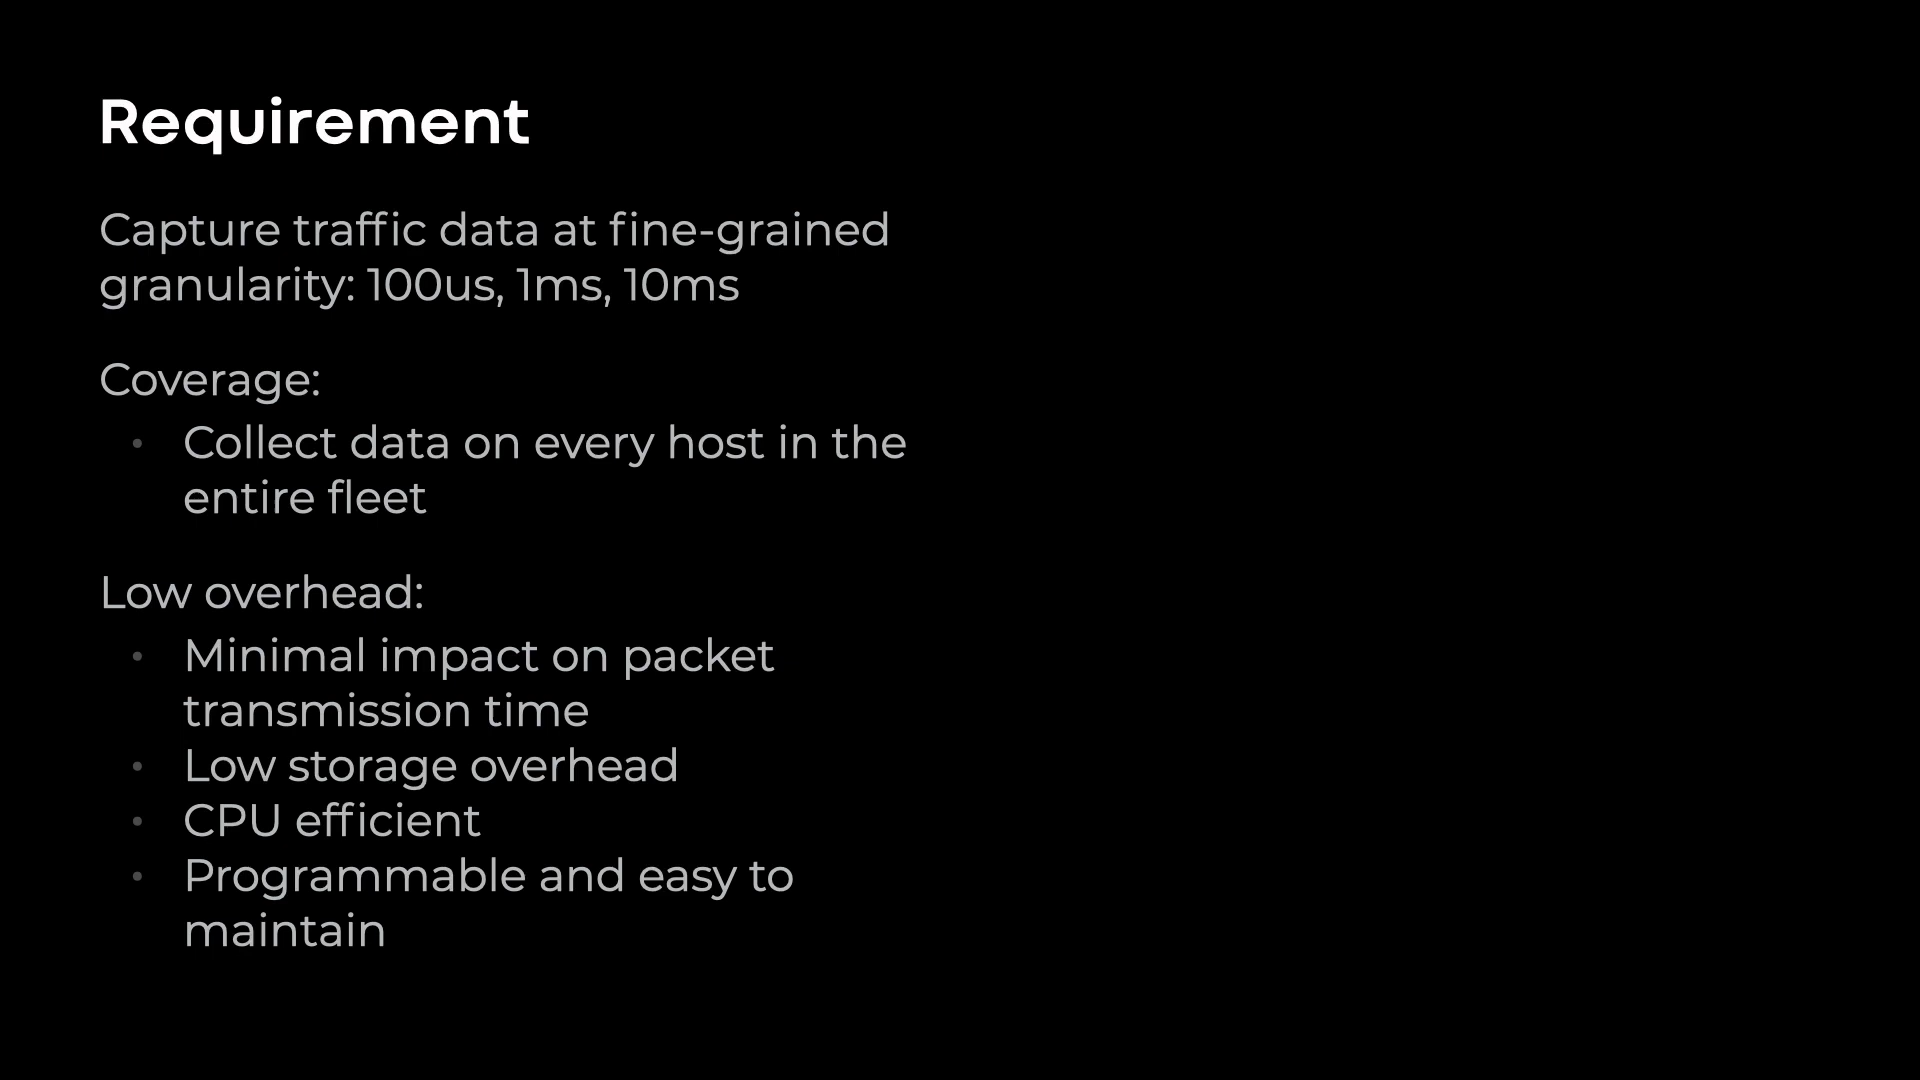 Requirement
Capture traffic data at fine-grained
granularity: 100us, 1ms, 10ms
Coverage:
• Collect data on every host in the
entire fleet
Low overhead:
• Minimal impact on packet
transmission time
• Low storage overhead
• CPU efficient
• Programmable and easy to
maintain